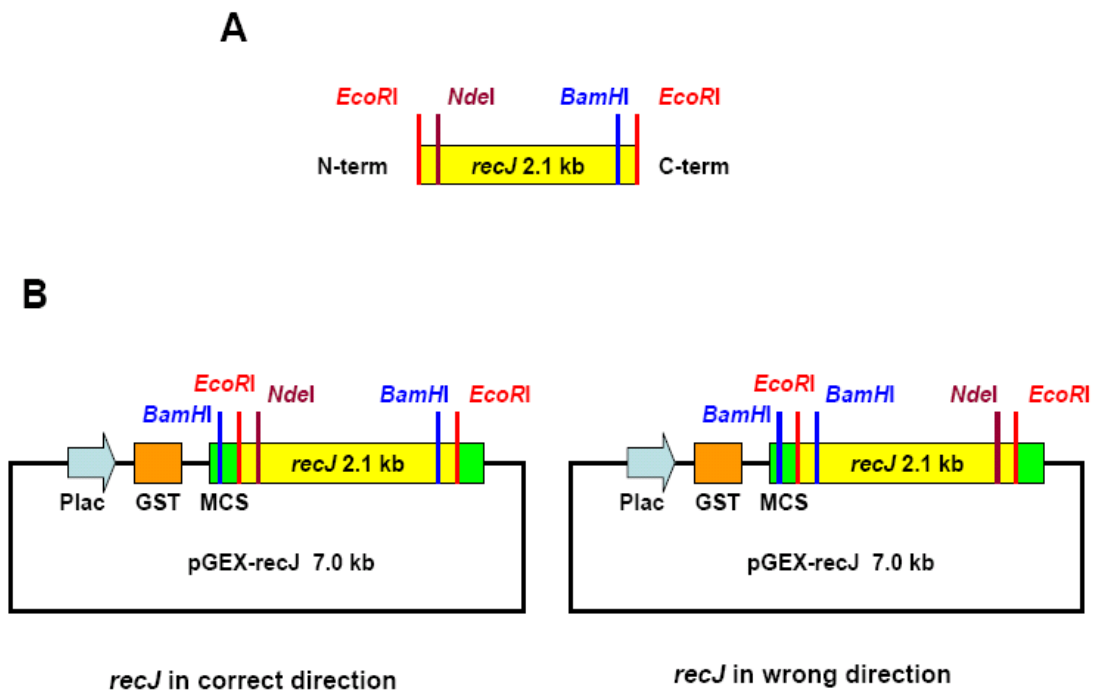 A
EcoRI NdeI BamHI EcoRI
N-term recJ 2.1 kb C-term
B
EcoRI NdeI BamHI EcoRI
BamHI
recJ 2.1 kb
Plac GST MCS
pGEX-recJ 7.0 kb
recJ in correct direction
EcoRI BamHI NdeI EcoRI
BamHI
recJ 2.1 kb
Plac GST MCS
pGEX-recJ 7.0 kb
recJ in wrong direction